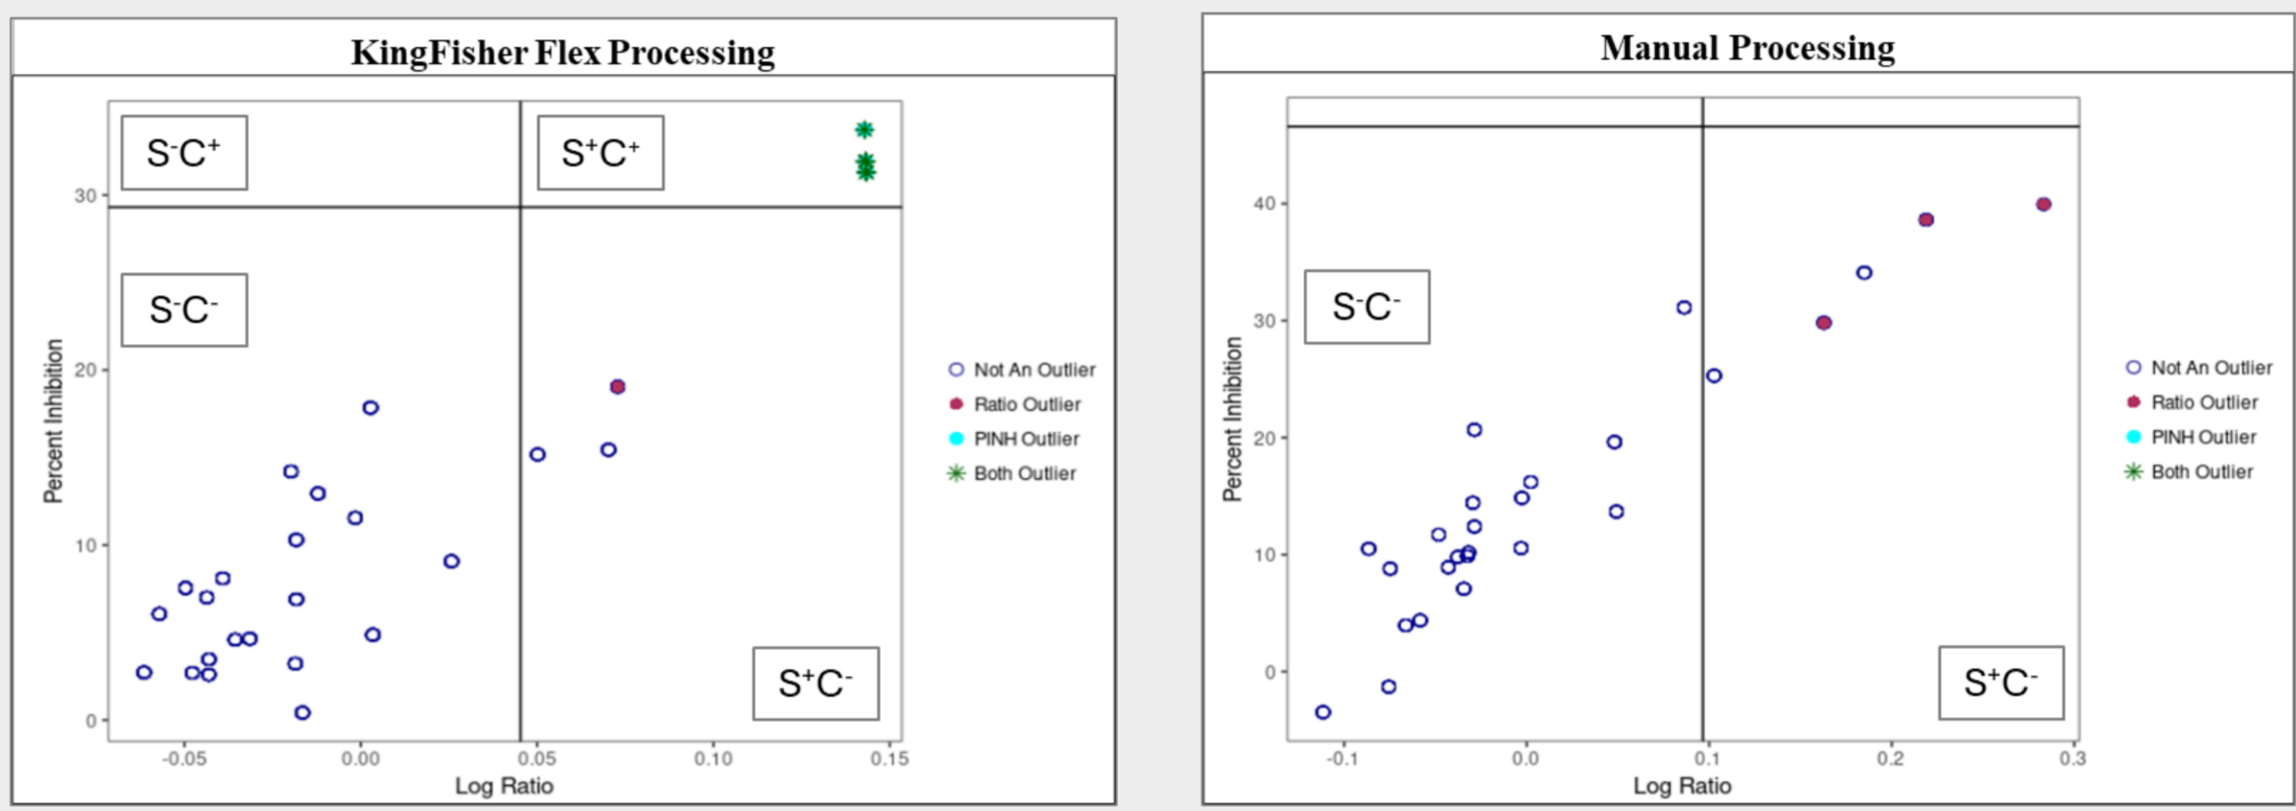 KingFisher Flex Processing
S⁻C⁺
S⁺C⁺
S⁻C⁻
S⁺C⁻
30
20
10
0
Percent Inhibition
-0.05 0.00 0.05 0.10 0.15
Log Ratio
Not An Outlier
Ratio Outlier
PINH Outlier
Both Outlier
Manual Processing
S⁻C⁻
S⁺C⁻
40
30
20
10
0
Percent Inhibition
-0.1 0.0 0.1 0.2 0.3
Log Ratio
Not An Outlier
Ratio Outlier
PINH Outlier
Both Outlier